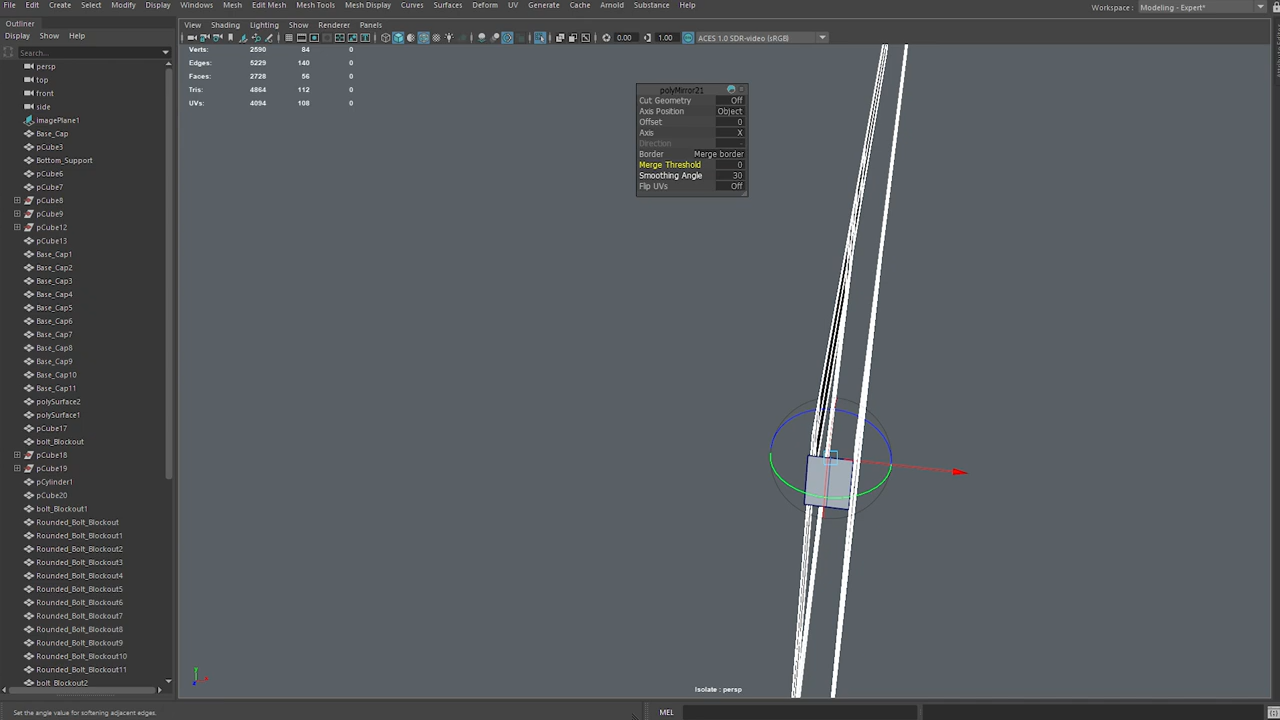 File Edit Create Select Modify Display Windows Mesh Edit Mesh Mesh Tools Mesh Display Curves Surfaces Deform UV Generate Cache Arnold Substance Help
Workspace : Modeling - Expert*
Outliner
Display Show Help
Search...
View Shading Lighting Show Renderer Panels
0.00 1.00 ACES 1.0 SDR-video (sRGB)
persp
top
front
side
imagePlane1
Base_Cap
pCube3
Bottom_Support
pCube6
pCube7
pCube8
pCube9
pCube12
pCube13
Base_Cap1
Base_Cap2
Base_Cap3
Base_Cap4
Base_Cap5
Base_Cap6
Base_Cap7
Base_Cap8
Base_Cap9
Base_Cap10
Base_Cap11
polySurface2
polySurface1
pCube17
bolt_Blockout
pCube18
pCube19
pCylinder1
pCube20
bolt_Blockout1
Rounded_Bolt_Blockout
Rounded_Bolt_Blockout1
Rounded_Bolt_Blockout2
Rounded_Bolt_Blockout3
Rounded_Bolt_Blockout4
Rounded_Bolt_Blockout5
Rounded_Bolt_Blockout6
Rounded_Bolt_Blockout7
Rounded_Bolt_Blockout8
Rounded_Bolt_Blockout9
Rounded_Bolt_Blockout10
Rounded_Bolt_Blockout11
bolt_Blockout2
Verts: 2590 84 0
Edges: 5229 140 0
Faces: 2728 56 0
Tris: 4864 112 0
UVs: 4094 108 0
polyMirror21
Cut Geometry Off
Axis Position Object
Offset 0
Axis X
Direction -
Border Merge border
Merge Threshold 0
Smoothing Angle 30
Flip UVs Off
Isolate : persp
Set the angle value for softening adjacent edges.
MEL